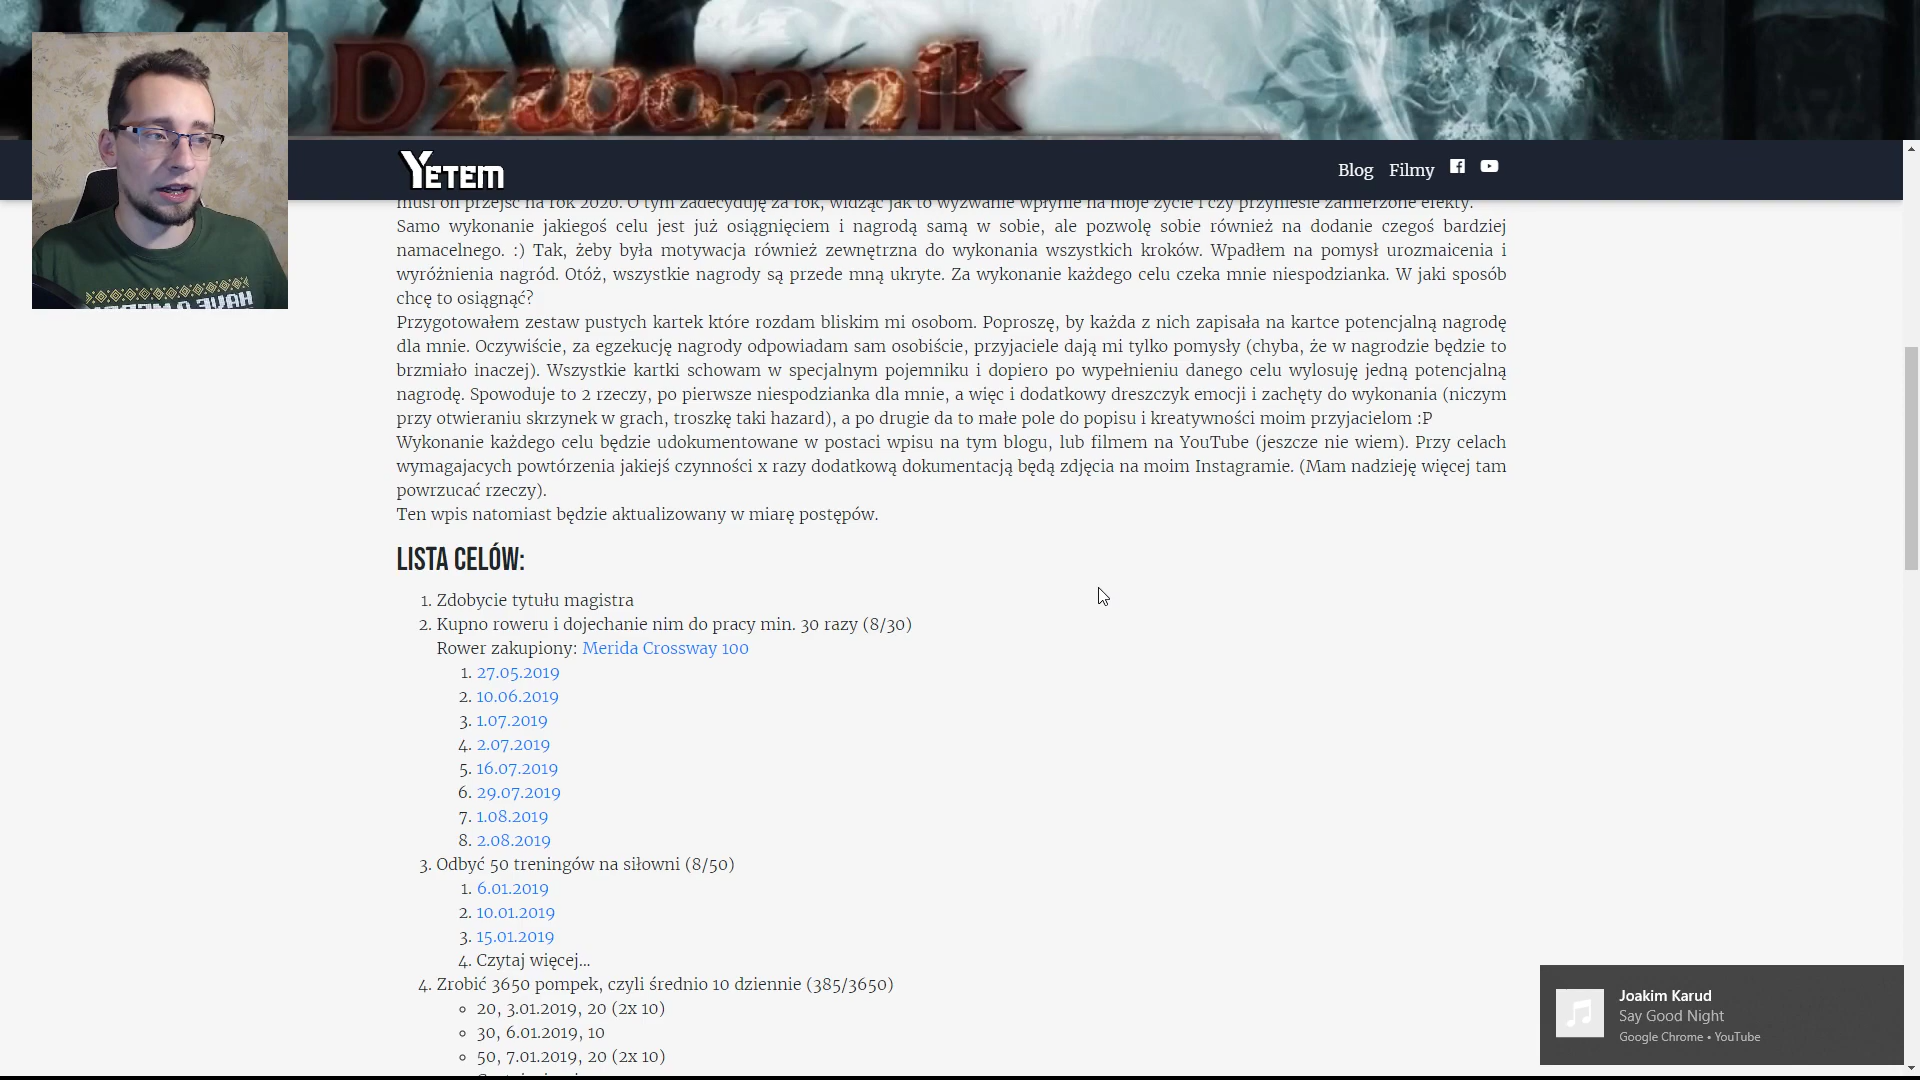 Dzwonnik
YETEM
Blog Filmy
musi on przejść na rok 2020. O tym zadecyduję za rok, widząc jak to wyzwanie wpłynie na moje życie i czy przyniesie zamierzone efekty.
Samo wykonanie jakiegoś celu jest już osiągnięciem i nagrodą samą w sobie, ale pozwolę sobie również na dodanie czegoś bardziej
namacelnego. :) Tak, żeby była motywacja również zewnętrzna do wykonania wszystkich kroków. Wpadłem na pomysł urozmaicenia i
wyróżnienia nagród. Otóż, wszystkie nagrody są przede mną ukryte. Za wykonanie każdego celu czeka mnie niespodzianka. W jaki sposób
chcę to osiągnąć?
Przygotowałem zestaw pustych kartek które rozdam bliskim mi osobom. Poproszę, by każda z nich zapisała na kartce potencjalną nagrodę
dla mnie. Oczywiście, za egzekucję nagrody odpowiadam sam osobiście, przyjaciele dają mi tylko pomysły (chyba, że w nagrodzie będzie to
brzmiało inaczej). Wszystkie kartki schowam w specjalnym pojemniku i dopiero po wypełnieniu danego celu wylosuję jedną potencjalną
nagrodę. Spowoduje to 2 rzeczy, po pierwsze niespodzianka dla mnie, a więc i dodatkowy dreszczyk emocji i zachęty do wykonania (niczym
przy otwieraniu skrzynek w grach, troszkę taki hazard), a po drugie da to małe pole do popisu i kreatywności moim przyjacielom :P
Wykonanie każdego celu będzie udokumentowane w postaci wpisu na tym blogu, lub filmem na YouTube (jeszcze nie wiem). Przy celach
wymagajacych powtórzenia jakiejś czynności x razy dodatkową dokumentacją będą zdjęcia na moim Instagramie. (Mam nadzieję więcej tam
powrzucać rzeczy).
Ten wpis natomiast będzie aktualizowany w miarę postępów.
LISTA CELÓW:
1. Zdobycie tytułu magistra
2. Kupno roweru i dojechanie nim do pracy min. 30 razy (8/30)
Rower zakupiony: Merida Crossway 100
1. 27.05.2019
2. 10.06.2019
3. 1.07.2019
4. 2.07.2019
5. 16.07.2019
6. 29.07.2019
7. 1.08.2019
8. 2.08.2019
3. Odbyć 50 treningów na siłowni (8/50)
1. 6.01.2019
2. 10.01.2019
3. 15.01.2019
4. Czytaj więcej...
4. Zrobić 3650 pompek, czyli średnio 10 dziennie (385/3650)
20, 3.01.2019, 20 (2x 10)
30, 6.01.2019, 10
50, 7.01.2019, 20 (2x 10)
Joakim Karud
Say Good Night
Google Chrome • YouTube